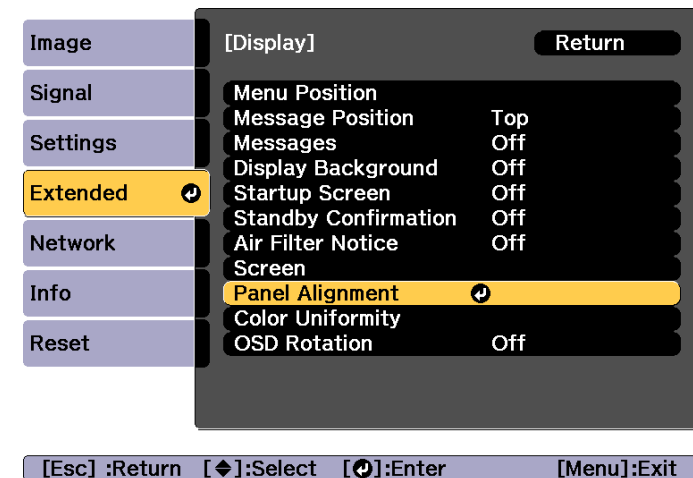 Image
Signal
Settings
Extended
Network
Info
Reset
[Display] Return
Menu Position
Message Position Top
Messages Off
Display Background Off
Startup Screen Off
Standby Confirmation Off
Air Filter Notice Off
Screen
Panel Alignment
Color Uniformity
OSD Rotation Off
[Esc] :Return [◆]:Select [⏎]:Enter [Menu]:Exit